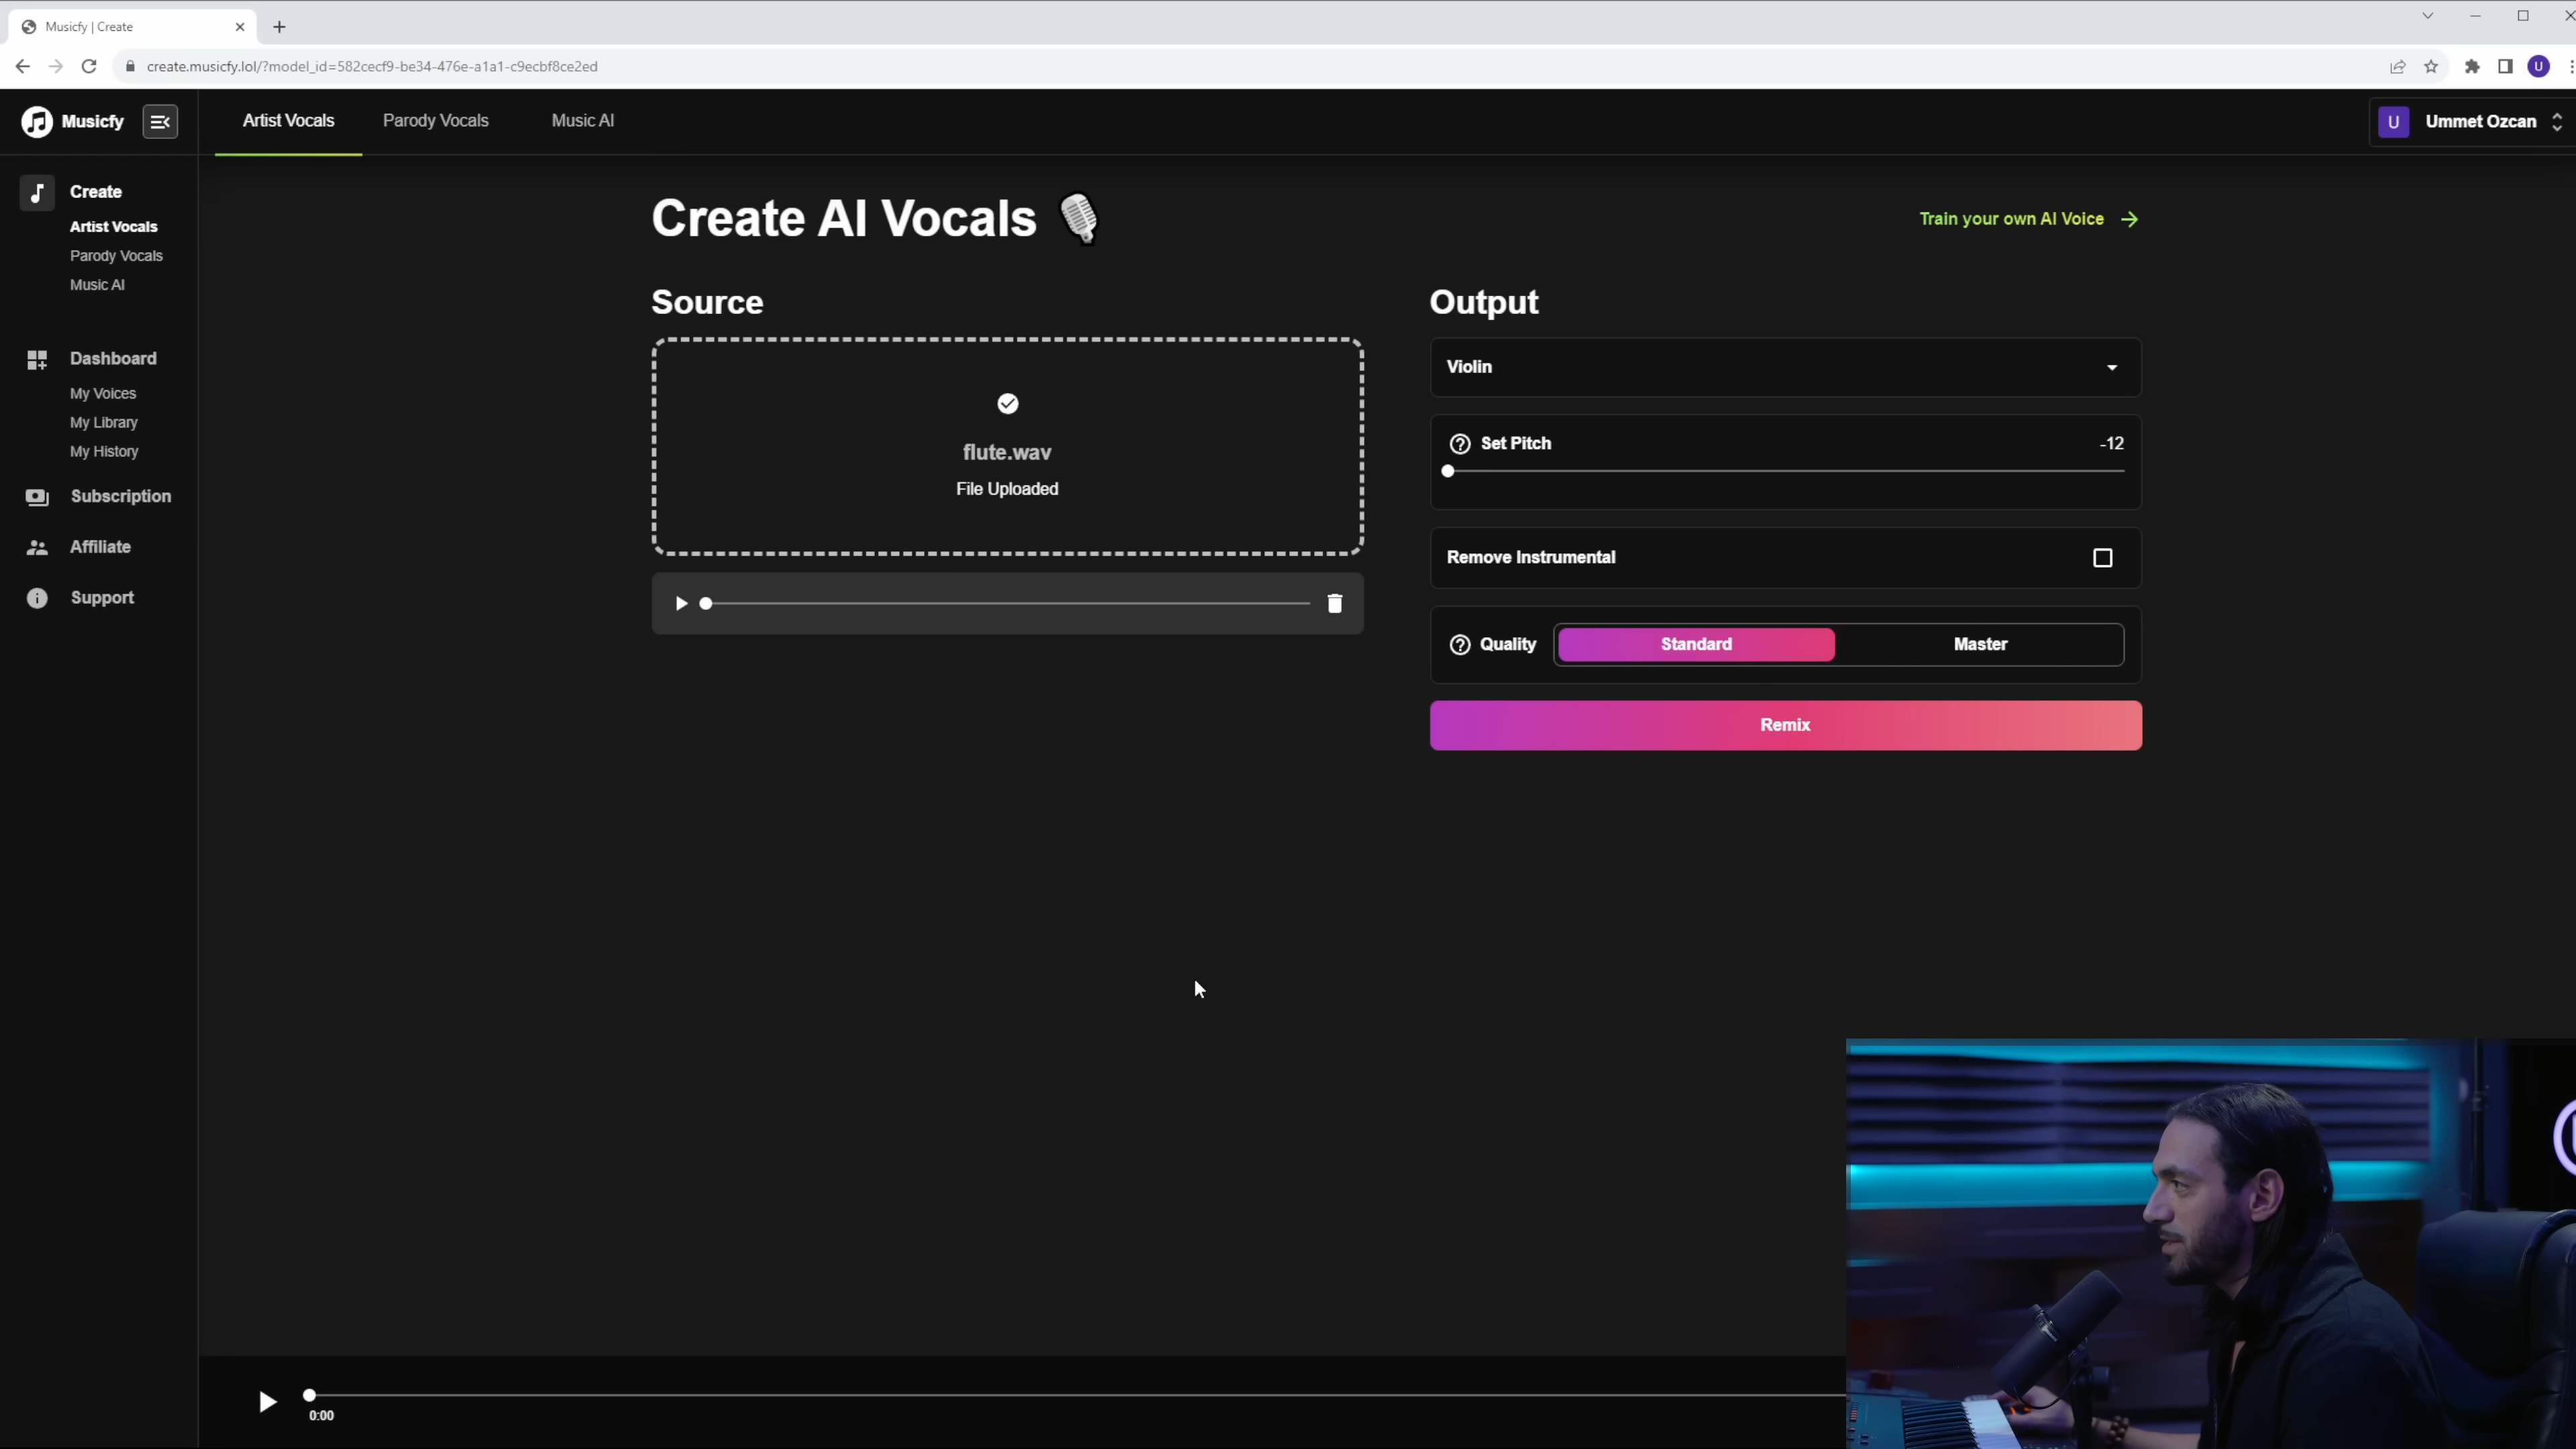 Musicfy | Create
create.musicfy.lol/?model_id=582cecf9-be34-476e-a1a1-c9ecbf8ce2ed
U
Musicfy
Artist Vocals
Parody Vocals
Music AI
U
Ummet Ozcan
Create
Artist Vocals
Parody Vocals
Music AI
Dashboard
My Voices
My Library
My History
Subscription
Affiliate
Support
Create AI Vocals
Train your own AI Voice
Source
flute.wav
File Uploaded
Output
Violin
Set Pitch
-12
Remove Instrumental
Quality
Standard
Master
Remix
0:00